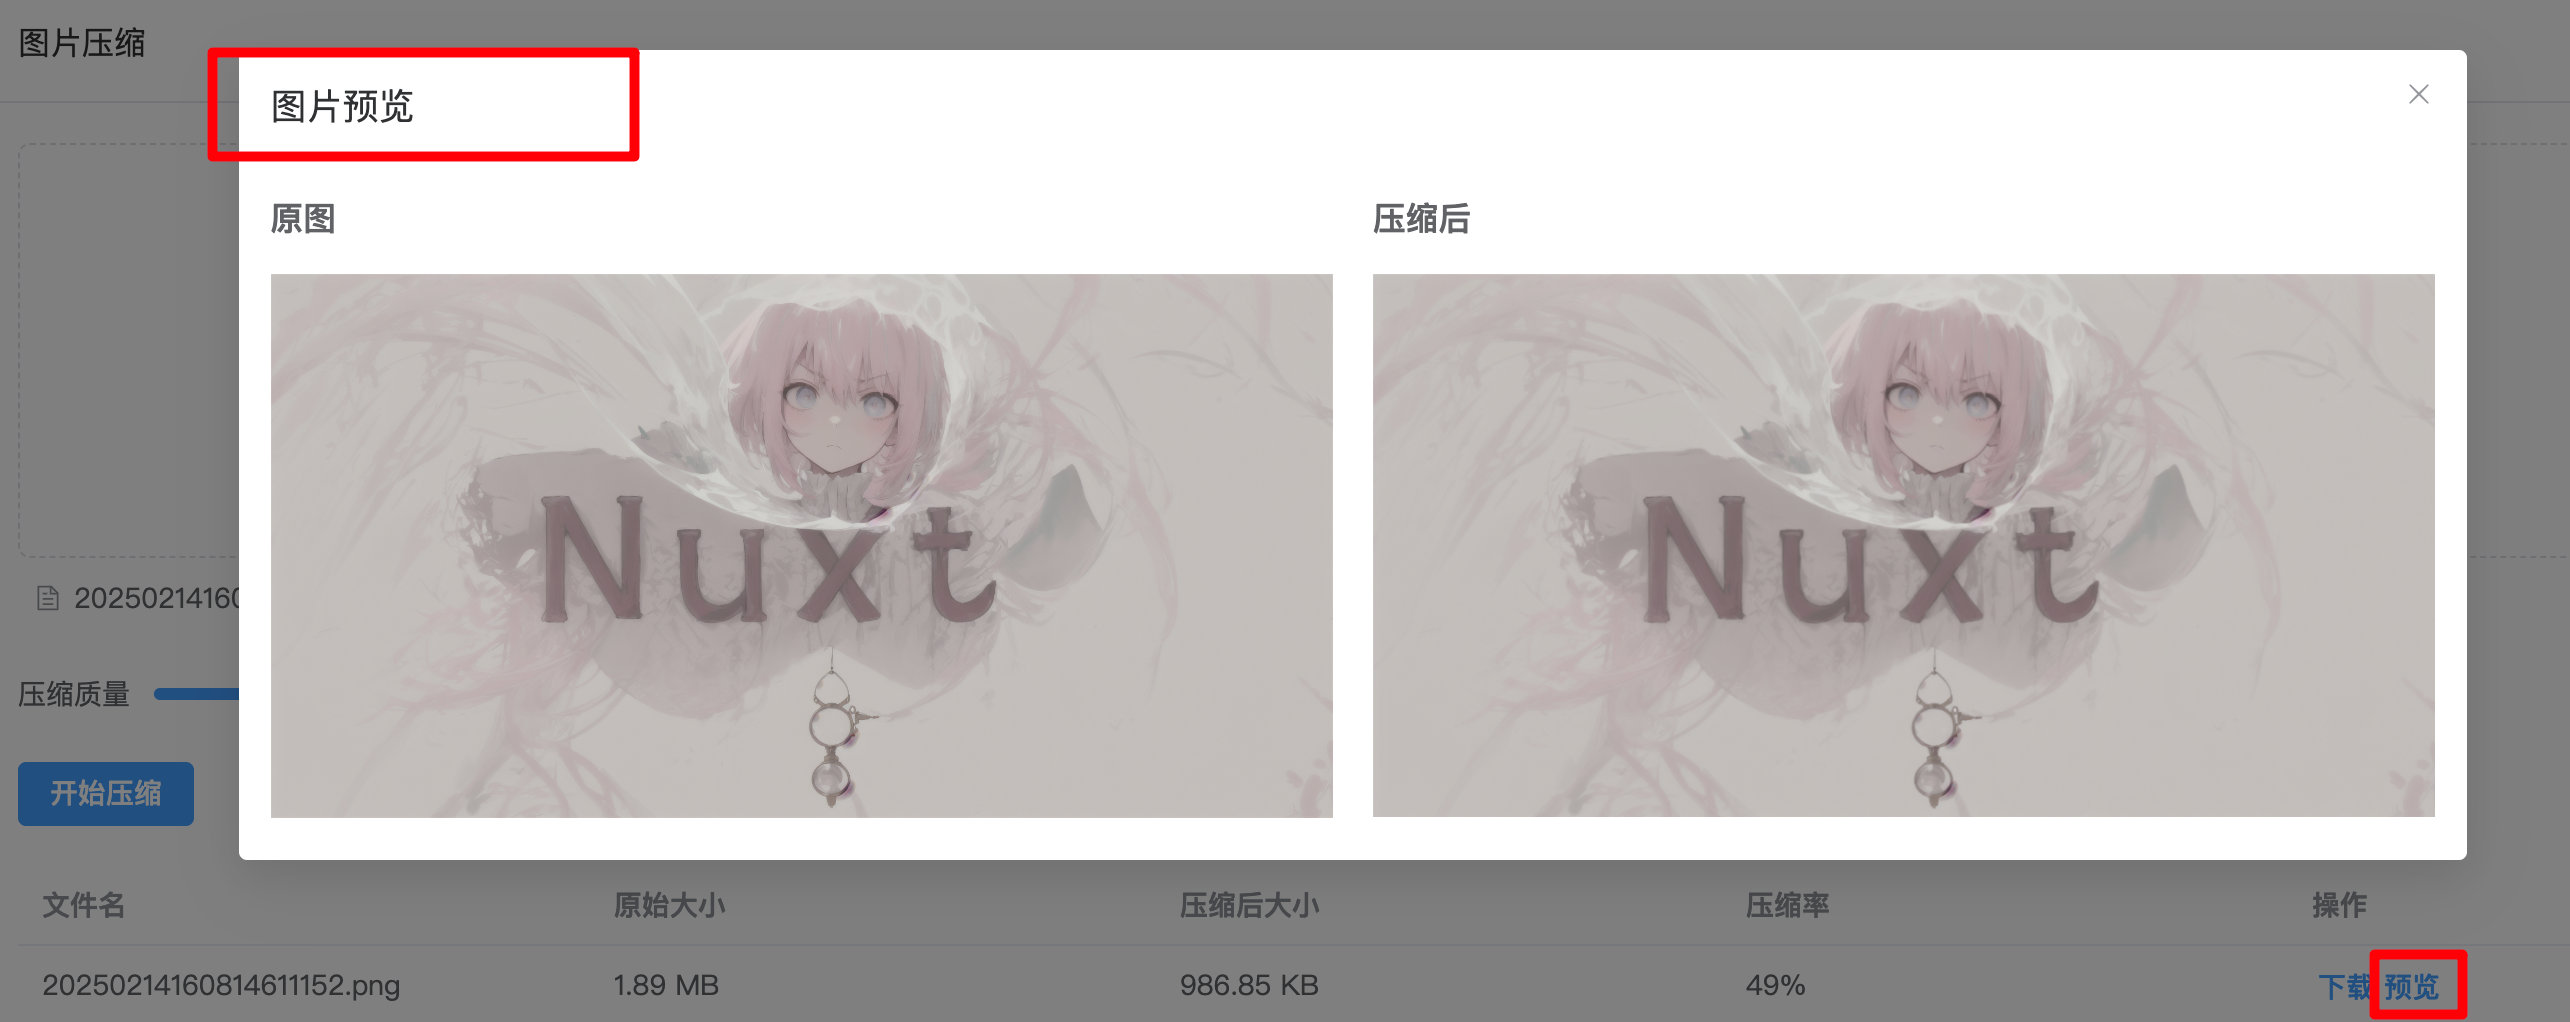 图片压缩
图片预览
原图
压缩后
Nuxt
Nuxt
20250214160
压缩质量
开始压缩
文件名 原始大小 压缩后大小 压缩率 操作
20250214160814611152.png 1.89 MB 986.85 KB 49% 下载 预览